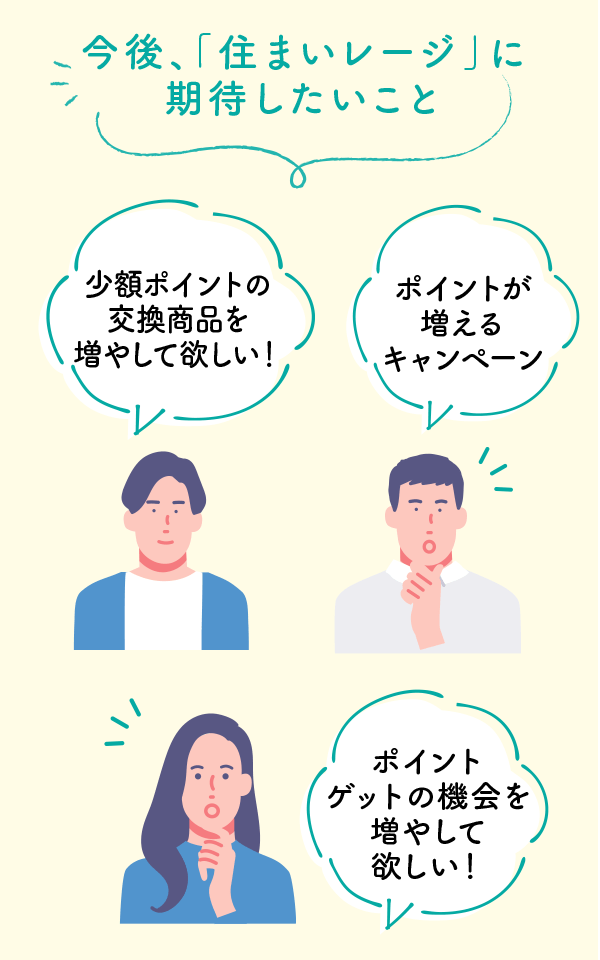 今後、「住まいレージ」に
期待したいこと
少額ポイントの
交換商品を
増やして欲しい！
ポイントが
増える
キャンペーン
ポイント
ゲットの機会を
増やして
欲しい！